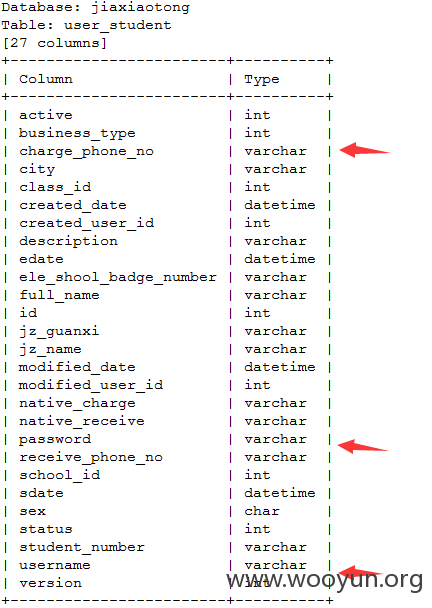 Database: jiaxiaotong
Table: user_student
[27 columns]
+-----------------------+----------+
| Column                | Type     |
+-----------------------+----------+
| active                | int      |
| business_type         | int      |
| charge_phone_no       | varchar  |
| city                  | varchar  |
| class_id              | int      |
| created_date          | datetime |
| created_user_id       | int      |
| description           | varchar  |
| edate                 | datetime |
| ele_shool_badge_number | varchar  |
| full_name             | varchar  |
| id                    | int      |
| jz_guanxi             | varchar  |
| jz_name               | varchar  |
| modified_date         | datetime |
| modified_user_id      | int      |
| native_charge         | varchar  |
| native_receive        | varchar  |
| password              | varchar  |
| receive_phone_no      | varchar  |
| school_id             | int      |
| sdate                 | datetime |
| sex                   | char     |
| status                | int      |
| student_number        | varchar  |
| username              | varchar  |
| version               | int      |
+-----------------------+----------+
www.wooyun.org